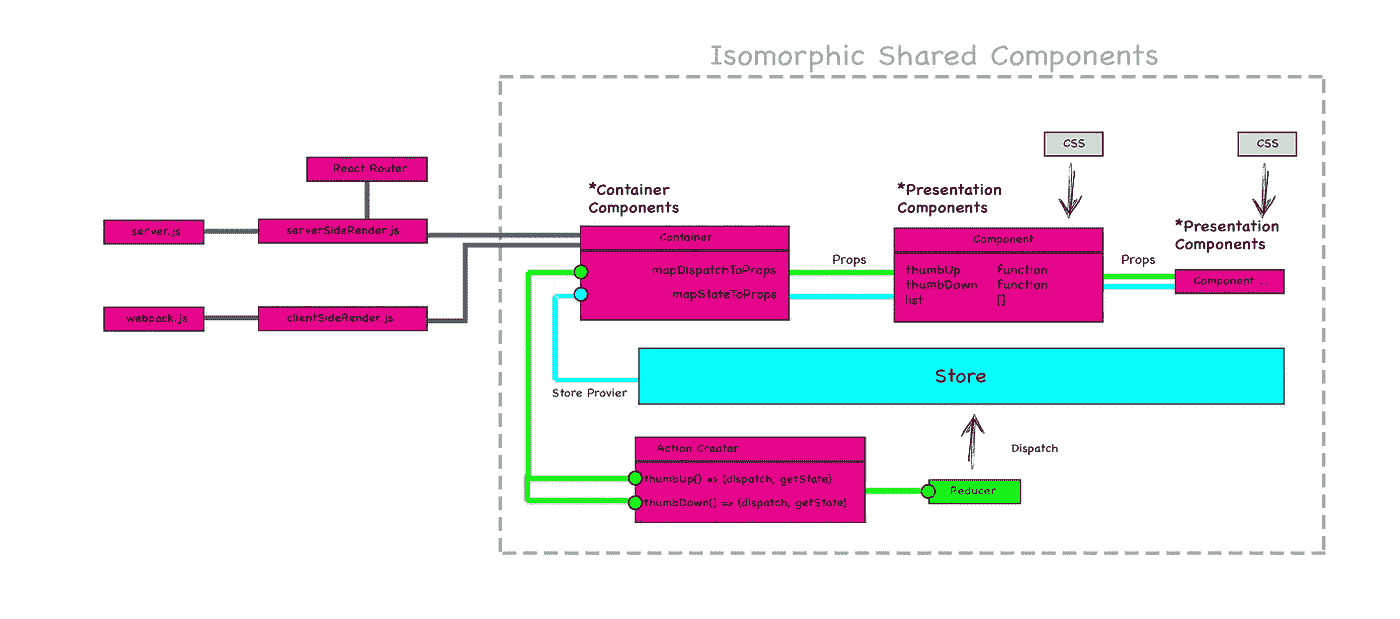 Isomorphic Shared Components
CSS
CSS
React Router
*Container
Components
*Presentation
Components
*Presentation
Components
server.js
serverSideRender.js
Container
mapDispatchToProps
mapStateToProps
Props
Component
thumbUp function
thumbDown function
list []
Props
Component ...
webpack.js
clientSideRender.js
Store
Store Provier
Dispatch
Action Creater
thumbUp() => (dispatch, getState)
thumbDown() => (dispatch, getState)
Reducer